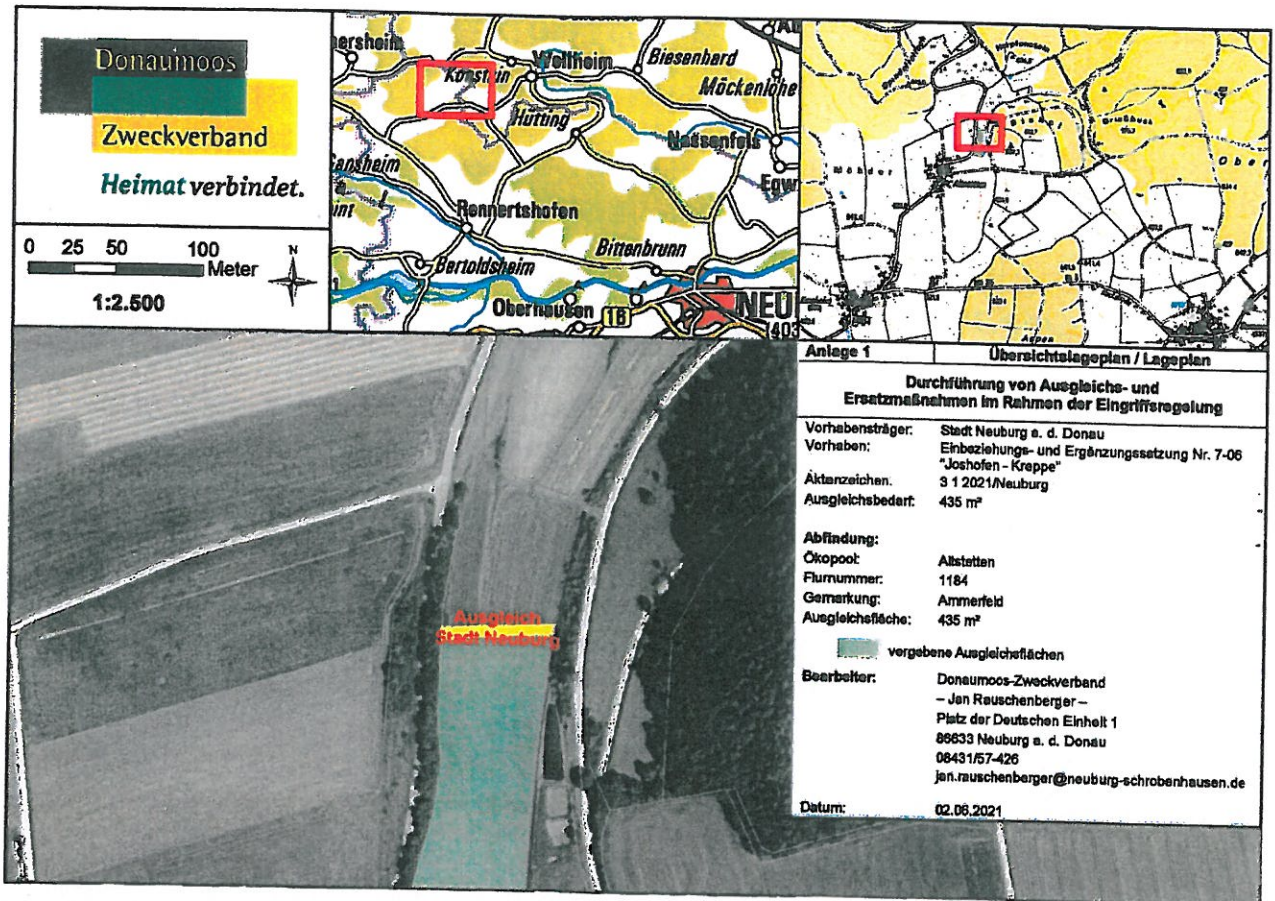 Donaumoos
Zweckverband
Heimat verbindet.
0 25 50 100
Meter
N
1:2.500
Konstein
Wellheim
Biesenhard
Möckenlohe
Hütting
Nassenfels
Rennertshofen
Bittenbrunn
Bertoldsheim
Oberhausen
16
NEU
Anlage 1
Übersichtslageplan / Lageplan
Durchführung von Ausgleichs- und
Ersatzmaßnahmen im Rahmen der Eingriffsregelung
Vorhabensträger: Stadt Neuburg a. d. Donau
Vorhaben: Einbeziehungs- und Ergänzungssatzung Nr. 7-06
"Joshofen - Kreppe"
Aktenzeichen. 3 1 2021/Neuburg
Ausgleichsbedarf: 435 m²
Abfindung:
Ökopool: Altstetten
Flurnummer: 1184
Gemarkung: Ammerfeld
Ausgleichsfläche: 435 m²
vergebene Ausgleichsflächen
Bearbeiter: Donaumoos-Zweckverband
– Jan Rauschenberger –
Platz der Deutschen Einheit 1
86633 Neuburg a. d. Donau
08431/57-426
jan.rauschenberger@neuburg-schrobenhausen.de
Datum: 02.06.2021
Ausgleich
Stadt Neuburg